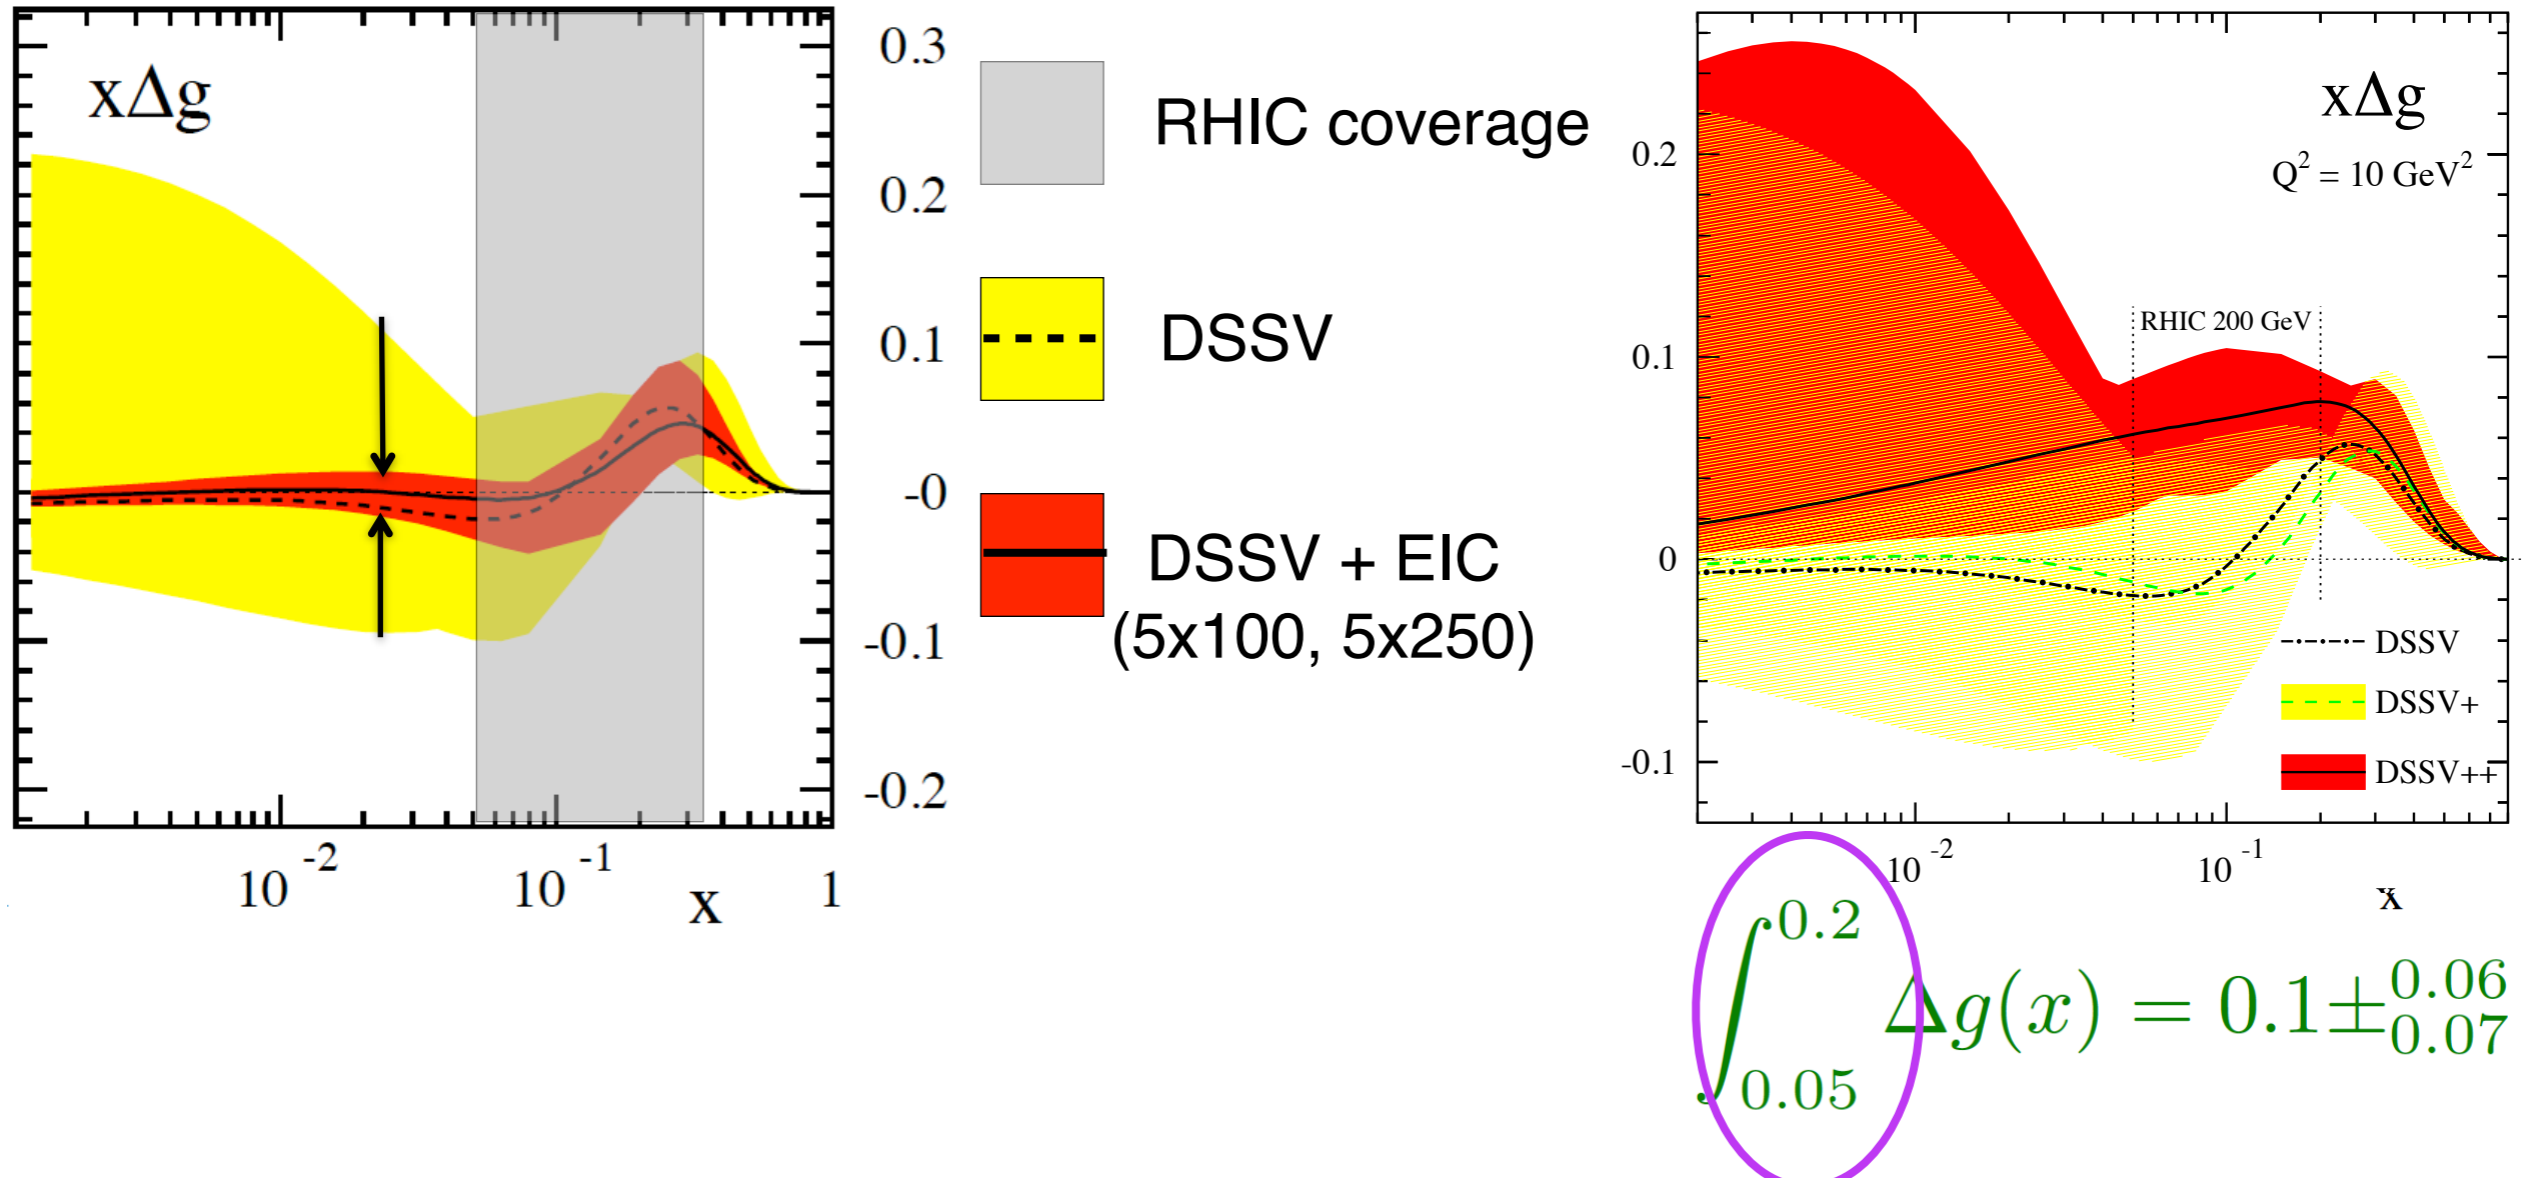 xΔg
0.3
0.2
0.1
-0
-0.1
-0.2
10⁻²
10⁻¹
1
x
RHIC coverage
DSSV
DSSV + EIC
(5x100, 5x250)
xΔg
Q² = 10 GeV²
0.2
0.1
0
-0.1
RHIC 200 GeV
DSSV
DSSV+
DSSV++
10⁻²
10⁻¹
x
∫_{0.05}^{0.2} Δg(x) = 0.1 ±^{0.06}_{0.07}